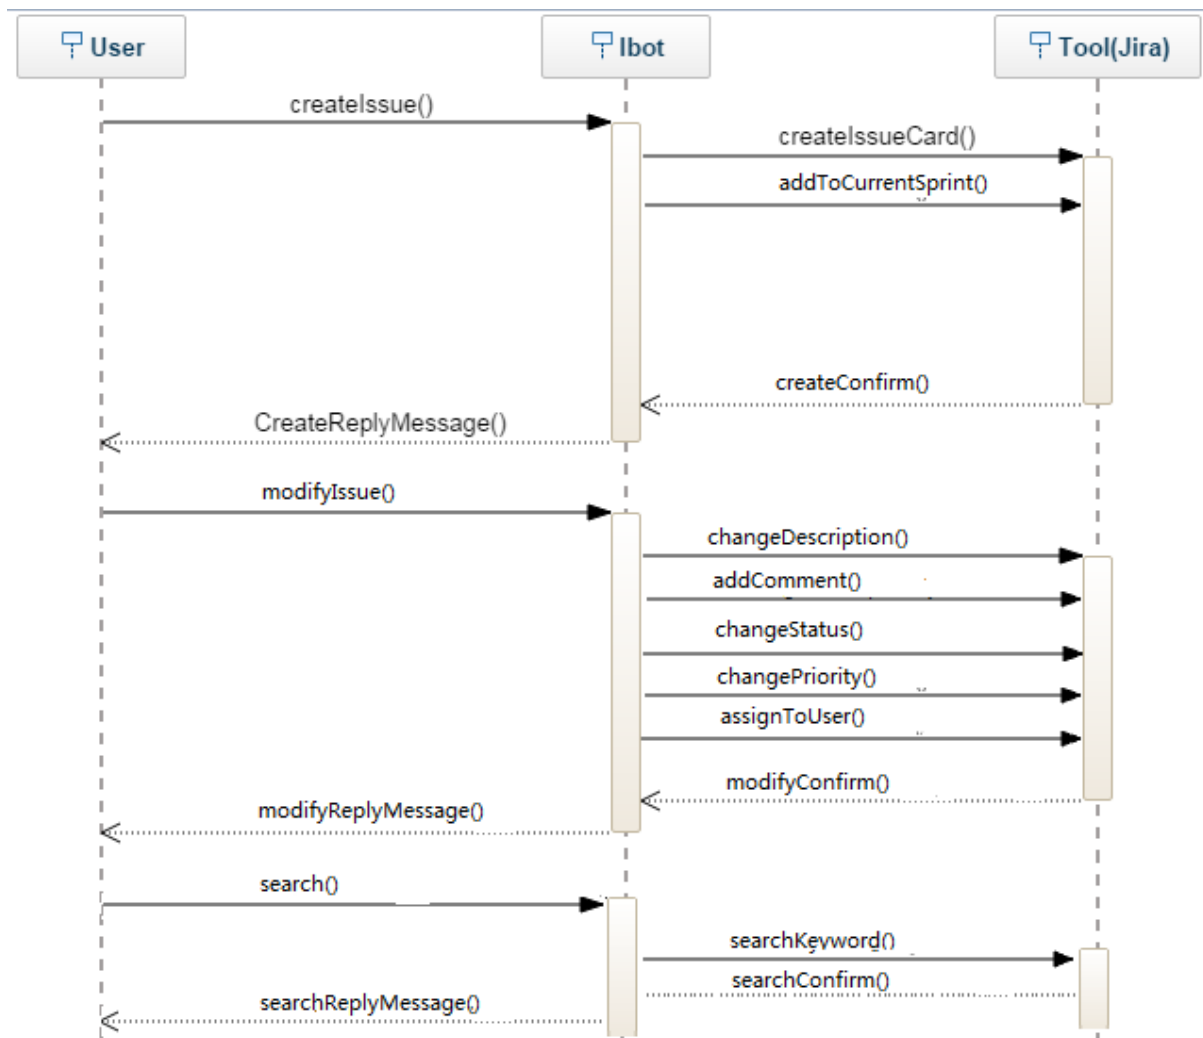 User
Ibot
Tool(Jira)
createIssue()
createIssueCard()
addToCurrentSprint()
createConfirm()
CreateReplyMessage()
modifyIssue()
changeDescription()
addComment()
changeStatus()
changePriority()
assignToUser()
modifyConfirm()
modifyReplyMessage()
search()
searchKeyword()
searchConfirm()
searchReplyMessage()